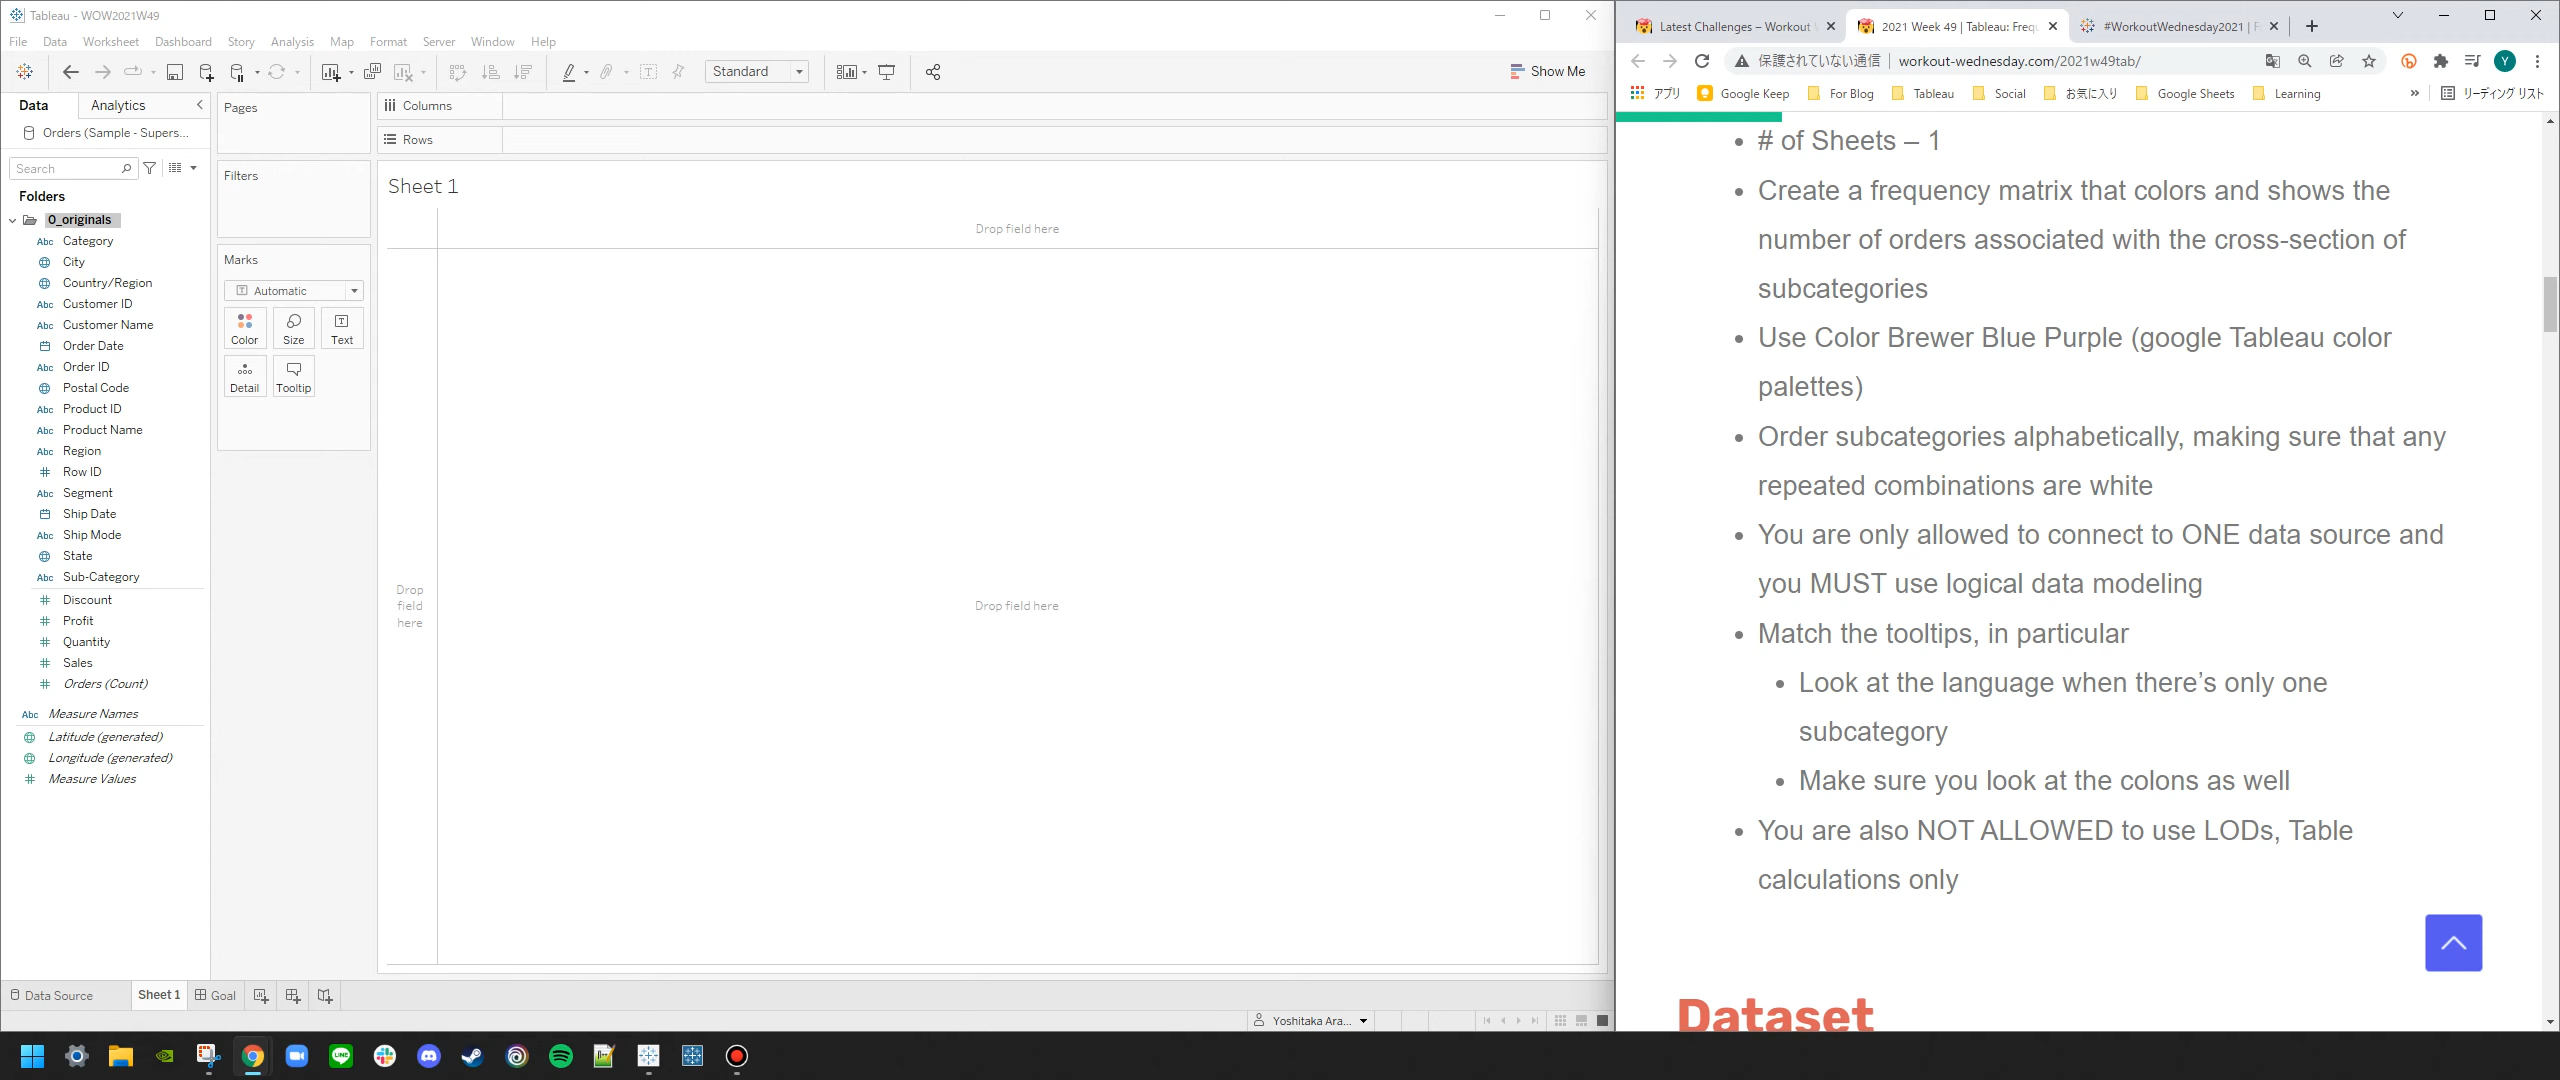 Tableau - WOW2021W49
File Data Worksheet Dashboard Story Analysis Map Format Server Window Help
Standard
Show Me
Data Analytics
Orders (Sample - Supers...
Search
Folders
0_originals
Abc Category
City
Country/Region
Abc Customer ID
Abc Customer Name
Order Date
Abc Order ID
Postal Code
Abc Product ID
Abc Product Name
Abc Region
# Row ID
Abc Segment
Ship Date
Abc Ship Mode
State
Abc Sub-Category
# Discount
# Profit
# Quantity
# Sales
# Orders (Count)
Abc Measure Names
Latitude (generated)
Longitude (generated)
# Measure Values
Pages
Filters
Marks
Automatic
Color Size Text
Detail Tooltip
Columns
Rows
Sheet 1
Drop field here
Drop field here
Drop field here
Data Source Sheet 1 Goal
Yoshitaka Ara...
Latest Challenges – Workout
2021 Week 49 | Tableau: Freq
#WorkoutWednesday2021 | F
保護されていない通信 workout-wednesday.com/2021w49tab/
アプリ Google Keep For Blog Tableau Social お気に入り Google Sheets Learning » リーディング リスト
• # of Sheets – 1
• Create a frequency matrix that colors and shows the
number of orders associated with the cross-section of
subcategories
• Use Color Brewer Blue Purple (google Tableau color
palettes)
• Order subcategories alphabetically, making sure that any
repeated combinations are white
• You are only allowed to connect to ONE data source and
you MUST use logical data modeling
• Match the tooltips, in particular
• Look at the language when there’s only one
subcategory
• Make sure you look at the colons as well
• You are also NOT ALLOWED to use LODs, Table
calculations only
Dataset